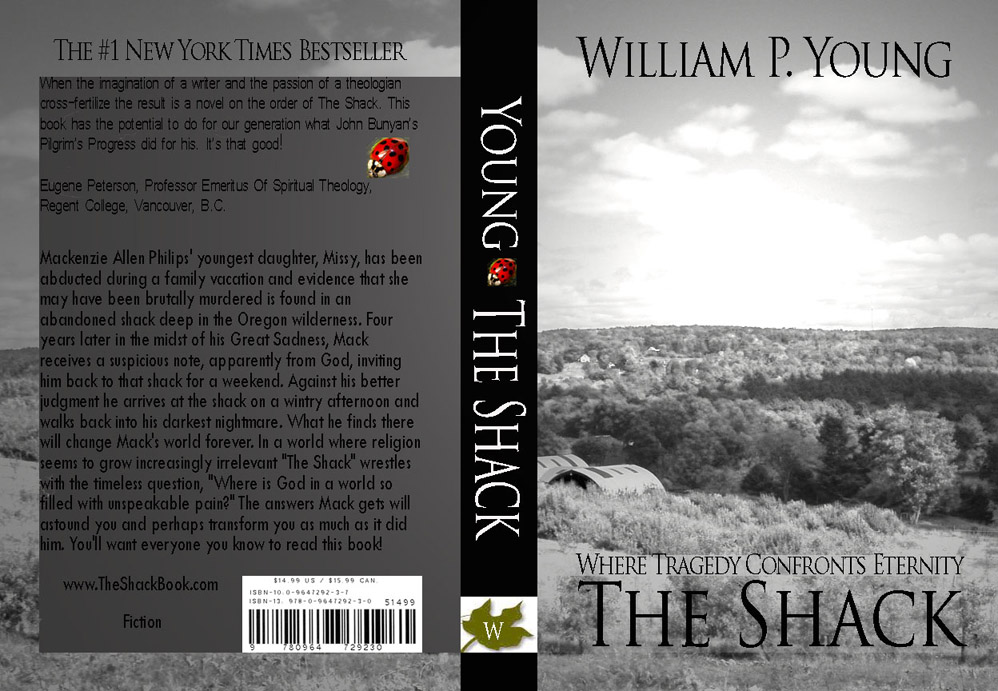 THE #1 NEW YORK TIMES BESTSELLER
When the imagination of a writer and the passion of a theologian
cross-fertilize the result is a novel on the order of The Shack. This
book has the potential to do for our generation what John Bunyan's
Pilgrim's Progress did for his. It's that good!
Eugene Peterson, Professor Emeritus Of Spiritual Theology,
Regent College, Vancouver, B.C.
Mackenzie Allen Philips' youngest daughter, Missy, has been
abducted during a family vacation and evidence that she
may have been brutally murdered is found in an
abandoned shack deep in the Oregon wilderness. Four
years later in the midst of his Great Sadness, Mack
receives a suspicious note, apparently from God, inviting
him back to that shack for a weekend. Against his better
judgment he arrives at the shack on a wintry afternoon and
walks back into his darkest nightmare. What he finds there
will change Mack's world forever. In a world where religion
seems to grow increasingly irrelevant "The Shack" wrestles
with the timeless question, "Where is God in a world so
filled with unspeakable pain?" The answers Mack gets will
astound you and perhaps transform you as much as it did
him. You'll want everyone you know to read this book!
www.TheShackBook.com
Fiction
$14.99 US / $15.99 CAN.
ISBN-10: 0-9647292-3-7
ISBN-13: 978-0-9647292-3-0
51499
9 780964 729230
YOUNG THE SHACK
W
WILLIAM P. YOUNG
WHERE TRAGEDY CONFRONTS ETERNITY
THE SHACK